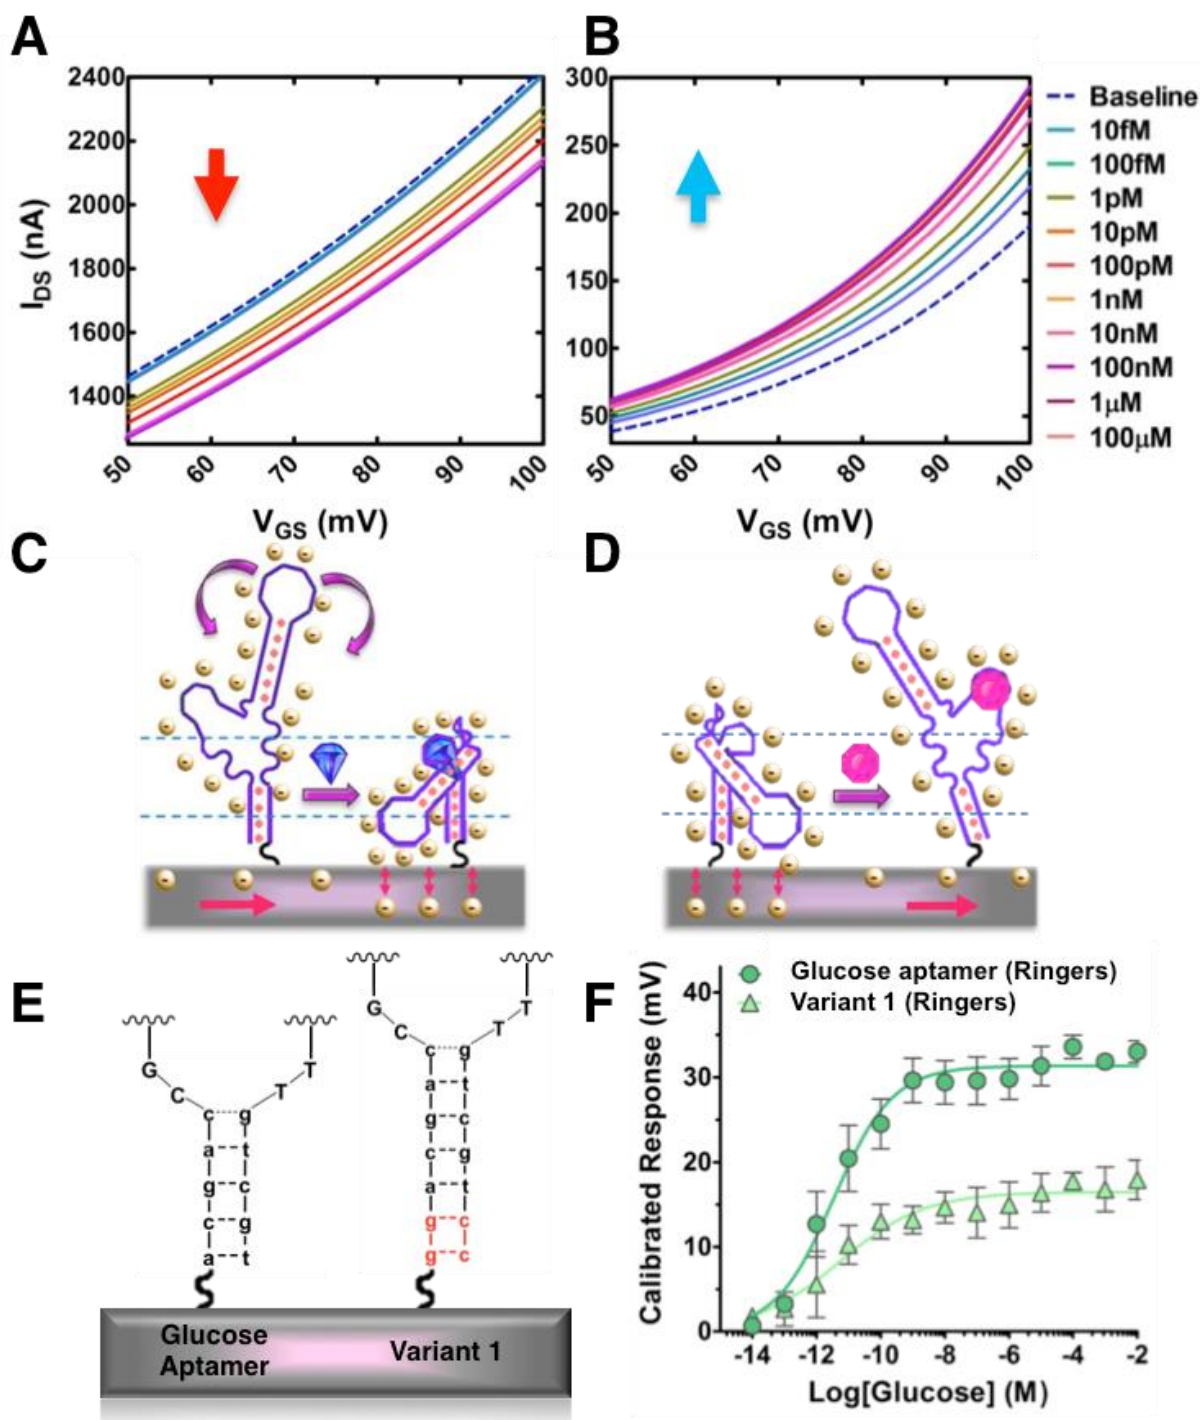 A
B
2400
2200
2000
1800
1600
1400
I_DS (nA)
50
60
70
80
90
100
V_GS (mV)
300
250
200
150
100
50
50
60
70
80
90
100
V_GS (mV)
Baseline
10fM
100fM
1pM
10pM
100pM
1nM
10nM
100nM
1μM
100μM
C
D
E
G
C
c g
T
T
a t
g c
c g
a t
G
C
c g
T
T
a t
g c
c g
a t
g c
g c
Glucose
Aptamer
Variant 1
F
Glucose aptamer (Ringers)
Variant 1 (Ringers)
Calibrated Response (mV)
40
30
20
10
0
-14
-12
-10
-8
-6
-4
-2
Log[Glucose] (M)